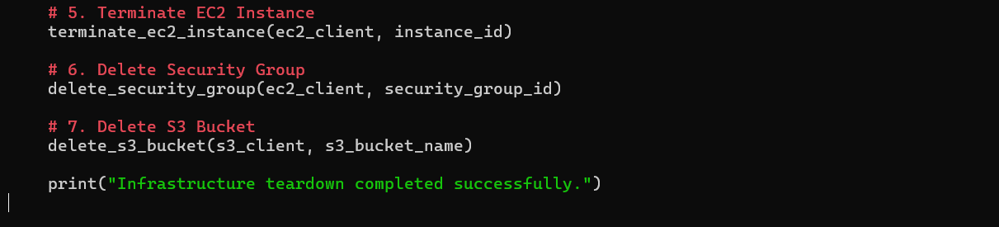 # 5. Terminate EC2 Instance
terminate_ec2_instance(ec2_client, instance_id)
# 6. Delete Security Group
delete_security_group(ec2_client, security_group_id)
# 7. Delete S3 Bucket
delete_s3_bucket(s3_client, s3_bucket_name)
print("Infrastructure teardown completed successfully.")